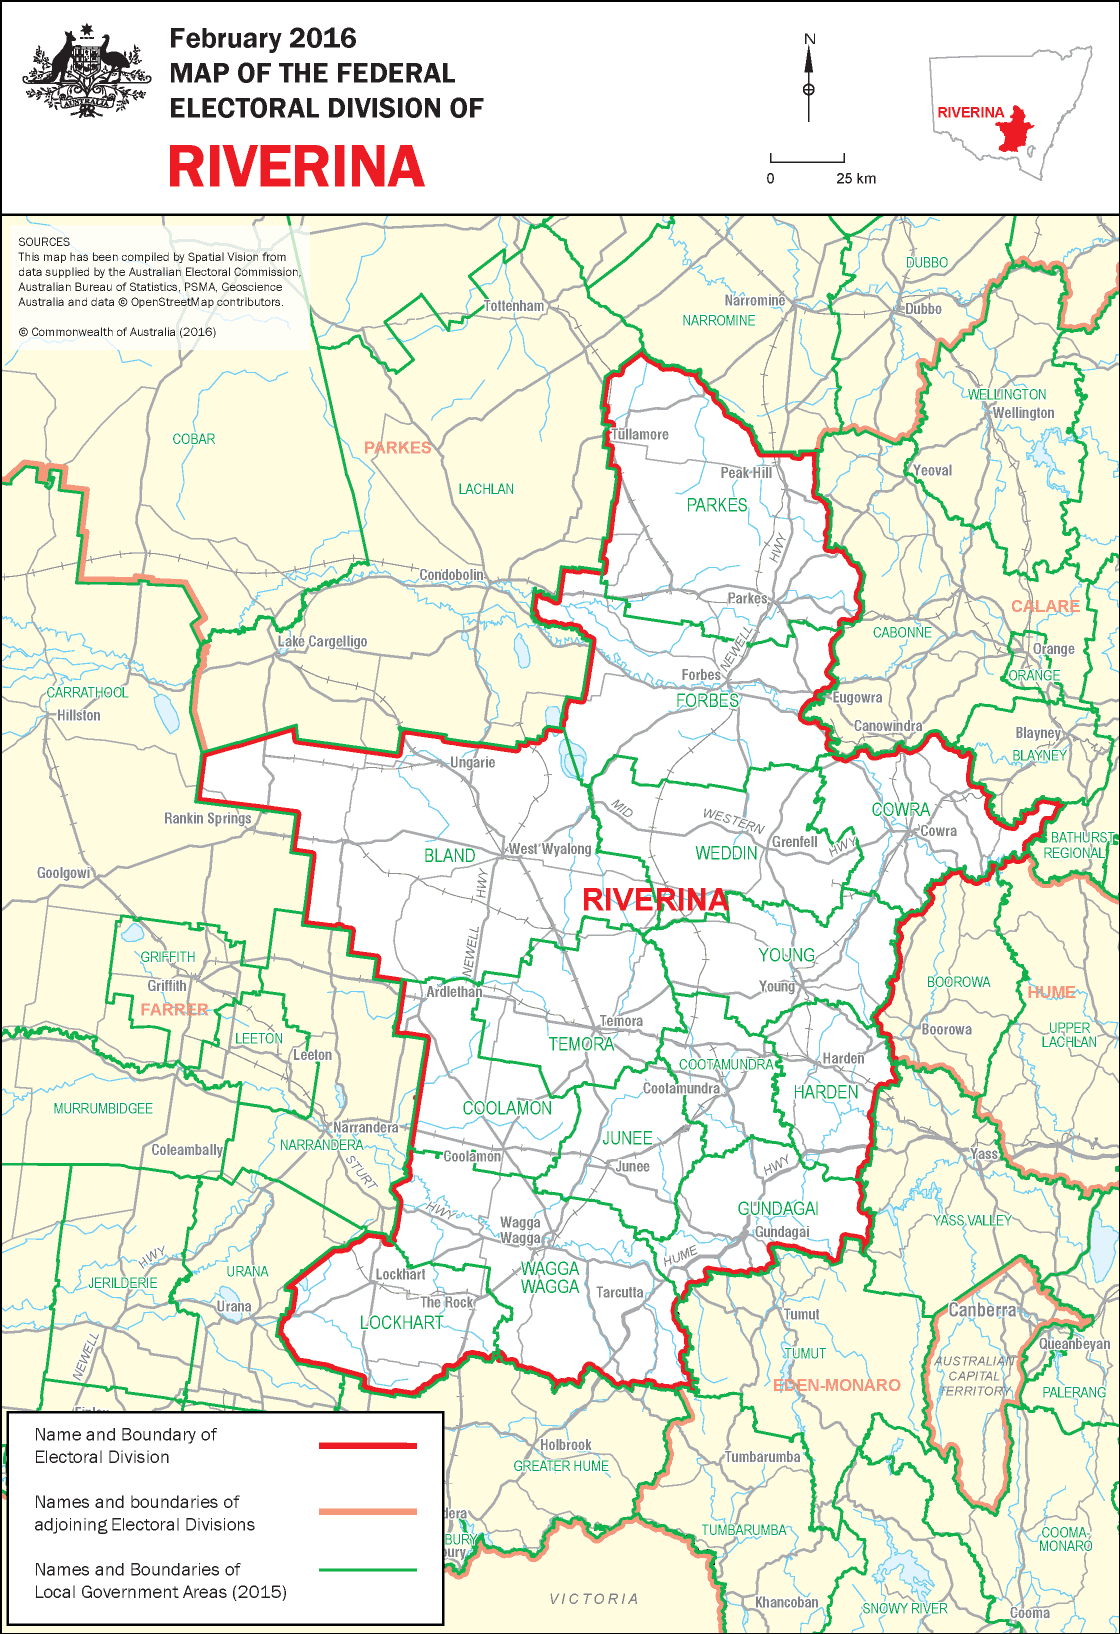 February 2016
MAP OF THE FEDERAL
ELECTORAL DIVISION OF
RIVERINA
AUSTRALIA
N
0 25 km
RIVERINA
SOURCES
This map has been compiled by Spatial Vision from
data supplied by the Australian Electoral Commission,
Australian Bureau of Statistics, PSMA, Geoscience
Australia and data © OpenStreetMap contributors.
© Commonwealth of Australia (2016)
DUBBO
Tottenham
Narromine
Dubbo
NARROMINE
WELLINGTON
Wellington
COBAR
PARKES
Tullamore
Yeoval
Peak Hill
LACHLAN
PARKES
HWY
Condobolin
Parkes
CALARE
CABONNE
Lake Cargelligo
NEWELL
Orange
ORANGE
Forbes
CARRATHOOL
FORBES
Eugowra
Hillston
Canowindra
Blayney
BLAYNEY
Ungarie
Rankin Springs
MID
WESTERN
HWY
COWRA
Cowra
BATHURST
REGIONAL
Grenfell
BLAND
West Wyalong
WEDDIN
Goolgowi
HWY
RIVERINA
NEWELL
GRIFFITH
YOUNG
Griffith
Ardlethan
Young
BOOROWA
HUME
FARRER
Temora
Boorowa
UPPER
LACHLAN
LEETON
TEMORA
Leeton
COOTAMUNDRA
Harden
Cootamundra
HARDEN
MURRUMBIDGEE
COOLAMON
Narrandera
NARRANDERA
JUNEE
Coleambally
Coolamon
Junee
Yass
STURT
HWY
HWY
GUNDAGAI
Wagga
Wagga
Gundagai
YASS VALLEY
HWY
HUME
WAGGA
WAGGA
URANA
JERILDERIE
Lockhart
Tarcutta
The Rock
Urana
LOCKHART
Tumut
Canberra
NEWELL
Queanbeyan
TUMUT
AUSTRALIAN
CAPITAL
TERRITORY
EDEN-MONARO
PALERANG
Name and Boundary of
Electoral Division
Names and boundaries of
adjoining Electoral Divisions
Names and Boundaries of
Local Government Areas (2015)
Holbrook
GREATER HUME
Tumbarumba
dera
BURY
bury
TUMBARUMBA
COOMA-
MONARO
VICTORIA
Khancoban
SNOWY RIVER
Cooma